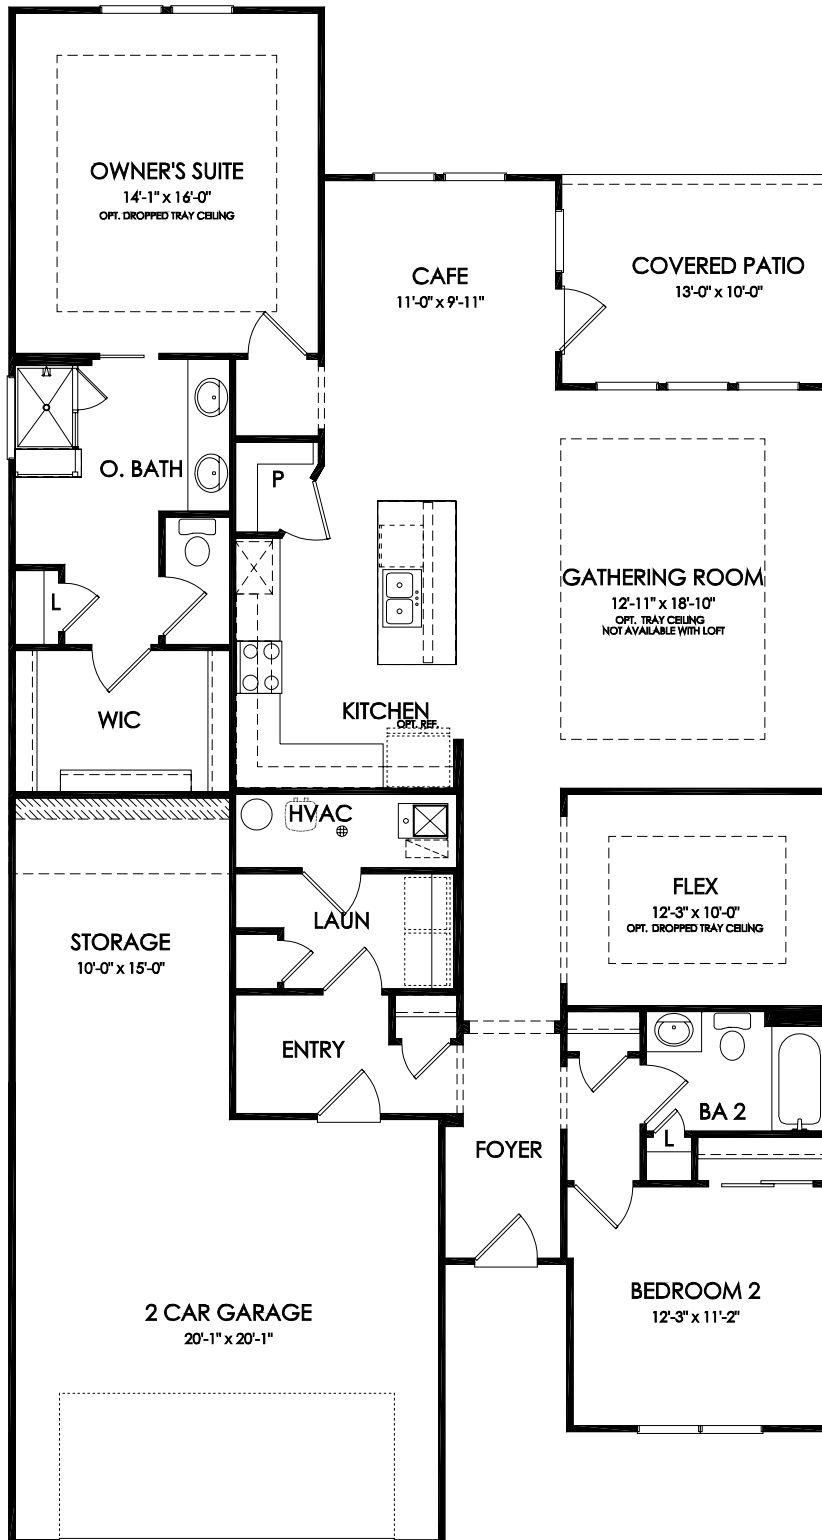 OWNER'S SUITE
14'-1" x 16'-0"
OPT. DROPPED TRAY CEILING
CAFE
11'-0" x 9'-11"
COVERED PATIO
13'-0" x 10'-0"
O. BATH
P
L
GATHERING ROOM
12'-11" x 18'-10"
OPT. TRAY CEILING
NOT AVAILABLE WITH LOFT
WIC
KITCHEN
OPT. REF.
HVAC
LAUN
FLEX
12'-3" x 10'-0"
OPT. DROPPED TRAY CEILING
STORAGE
10'-0" x 15'-0"
ENTRY
BA 2
L
FOYER
BEDROOM 2
12'-3" x 11'-2"
2 CAR GARAGE
20'-1" x 20'-1"